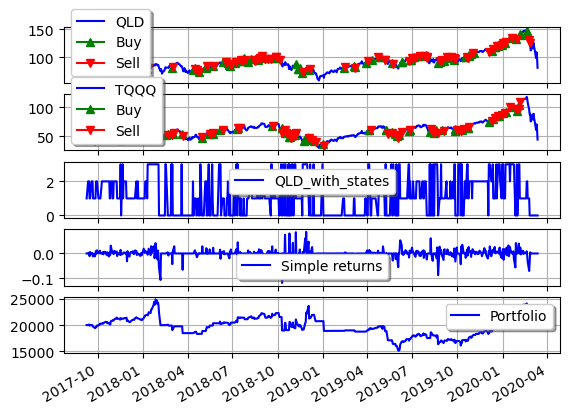 150
100
QLD
Buy
Sell
100
50
TQQQ
Buy
Sell
2
0
QLD_with_states
0.0
−0.1
Simple returns
25000
20000
15000
Portfolio
2017-10 2018-01 2018-04 2018-07 2018-10 2019-01 2019-04 2019-07 2019-10 2020-01 2020-04